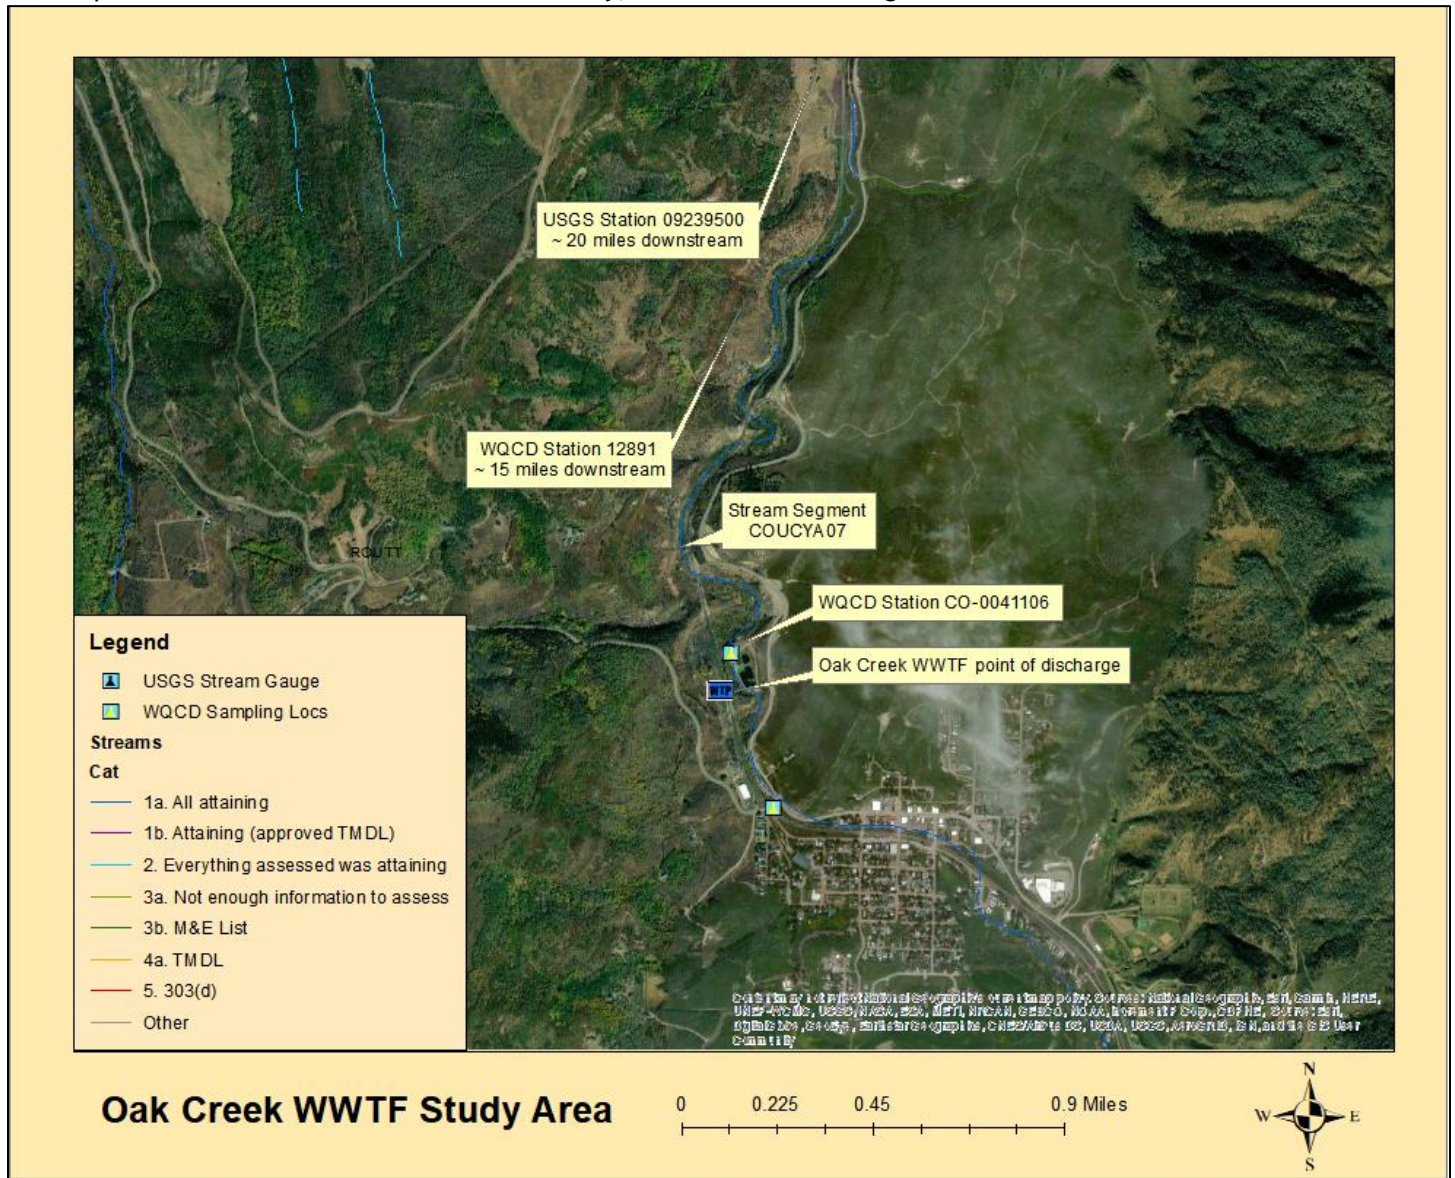 USGS Station 09239500
~ 20 miles downstream
WQCD Station 12891
~ 15 miles downstream
Stream Segment
COUCYA07
ROUTT
WQCD Station CO-0041106
Oak Creek WWTF point of discharge
WTP
Legend
USGS Stream Gauge
WQCD Sampling Locs
Streams
Cat
1a. All attaining
1b. Attaining (approved TMDL)
2. Everything assessed was attaining
3a. Not enough information to assess
3b. M&E List
4a. TMDL
5. 303(d)
Other
Community
Oak Creek WWTF Study Area
0 0.225 0.45 0.9 Miles
N
W E
S